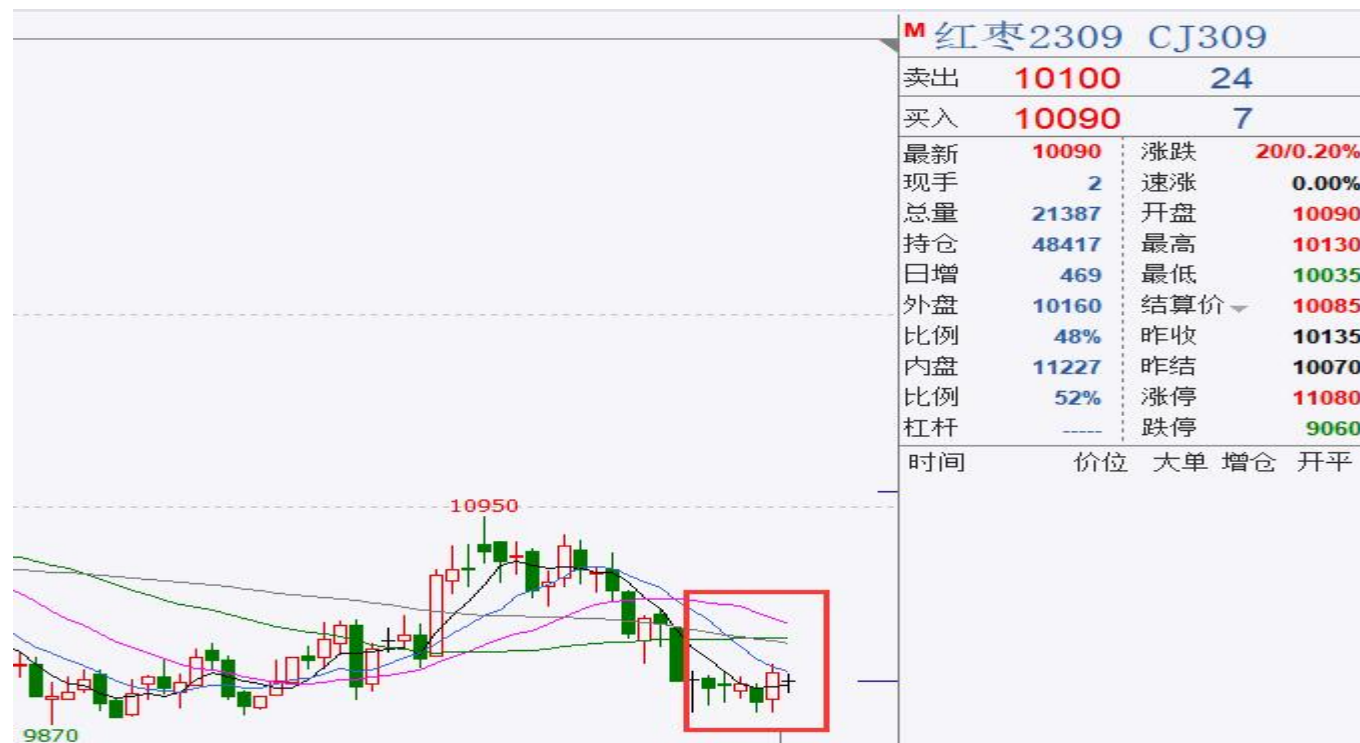 M 红枣2309 CJ309
卖出 10100 24
买入 10090 7
最新 10090 涨跌 20/0.20%
现手 2 速涨 0.00%
总量 21387 开盘 10090
持仓 48417 最高 10130
日增 469 最低 10035
外盘 10160 结算价 10085
比例 48% 昨收 10135
内盘 11227 昨结 10070
比例 52% 涨停 11080
杠杆 ----- 跌停 9060
时间 价位 大单 增仓 开平
10950
9870